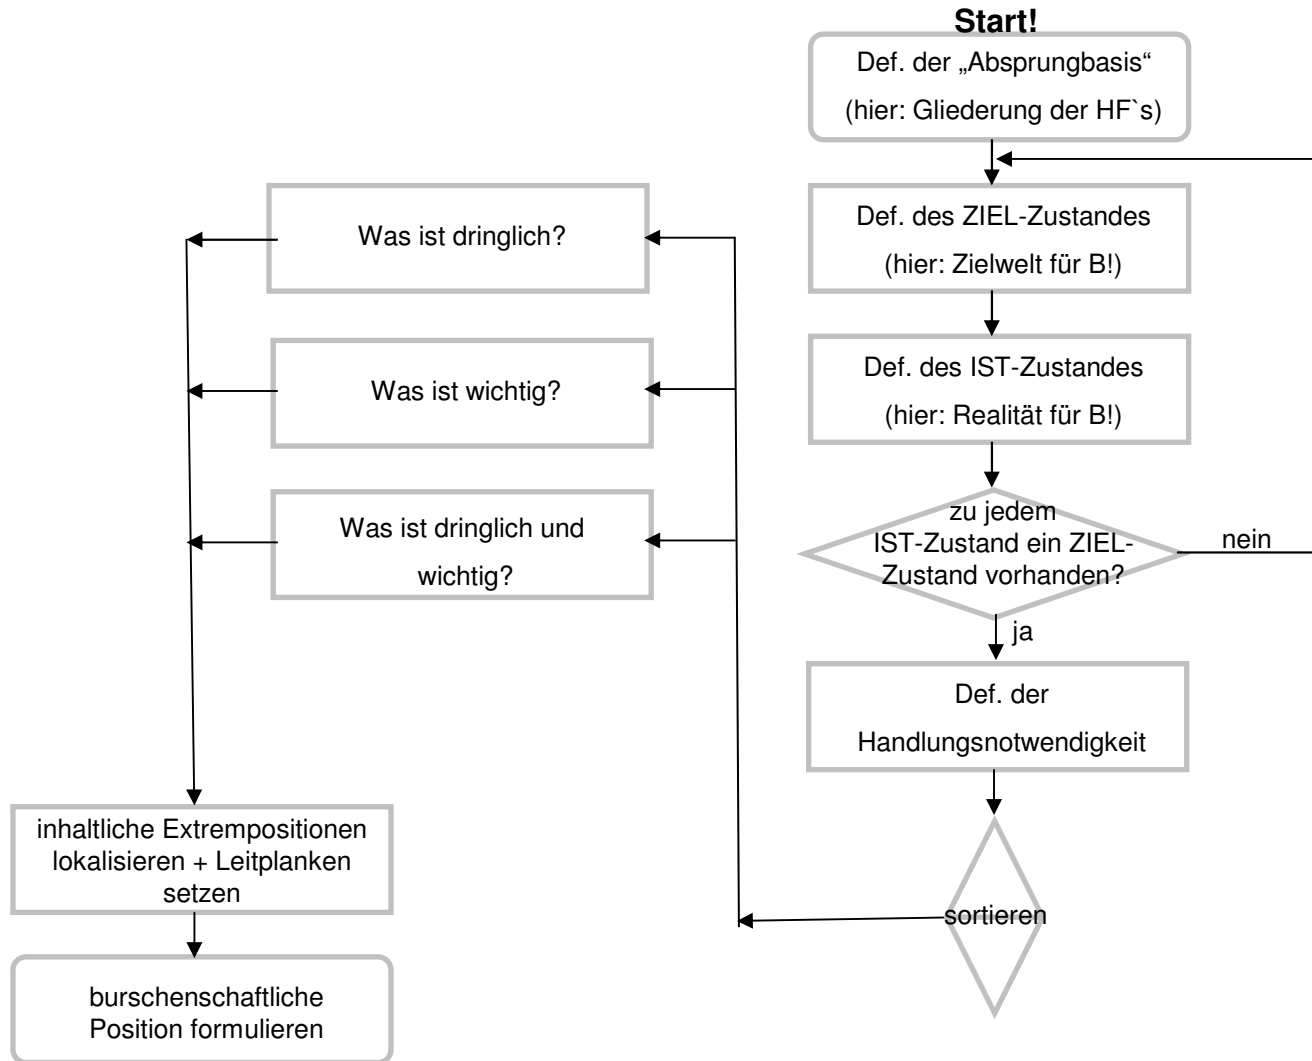 Start!
Def. der „Absprungbasis“
(hier: Gliederung der HF`s)
Def. des ZIEL-Zustandes
(hier: Zielwelt für B!)
Def. des IST-Zustandes
(hier: Realität für B!)
zu jedem
IST-Zustand ein ZIEL-
Zustand vorhanden?
nein
ja
Def. der
Handlungsnotwendigkeit
sortieren
Was ist dringlich?
Was ist wichtig?
Was ist dringlich und
wichtig?
inhaltliche Extrempositionen
lokalisieren + Leitplanken
setzen
burschenschaftliche
Position formulieren